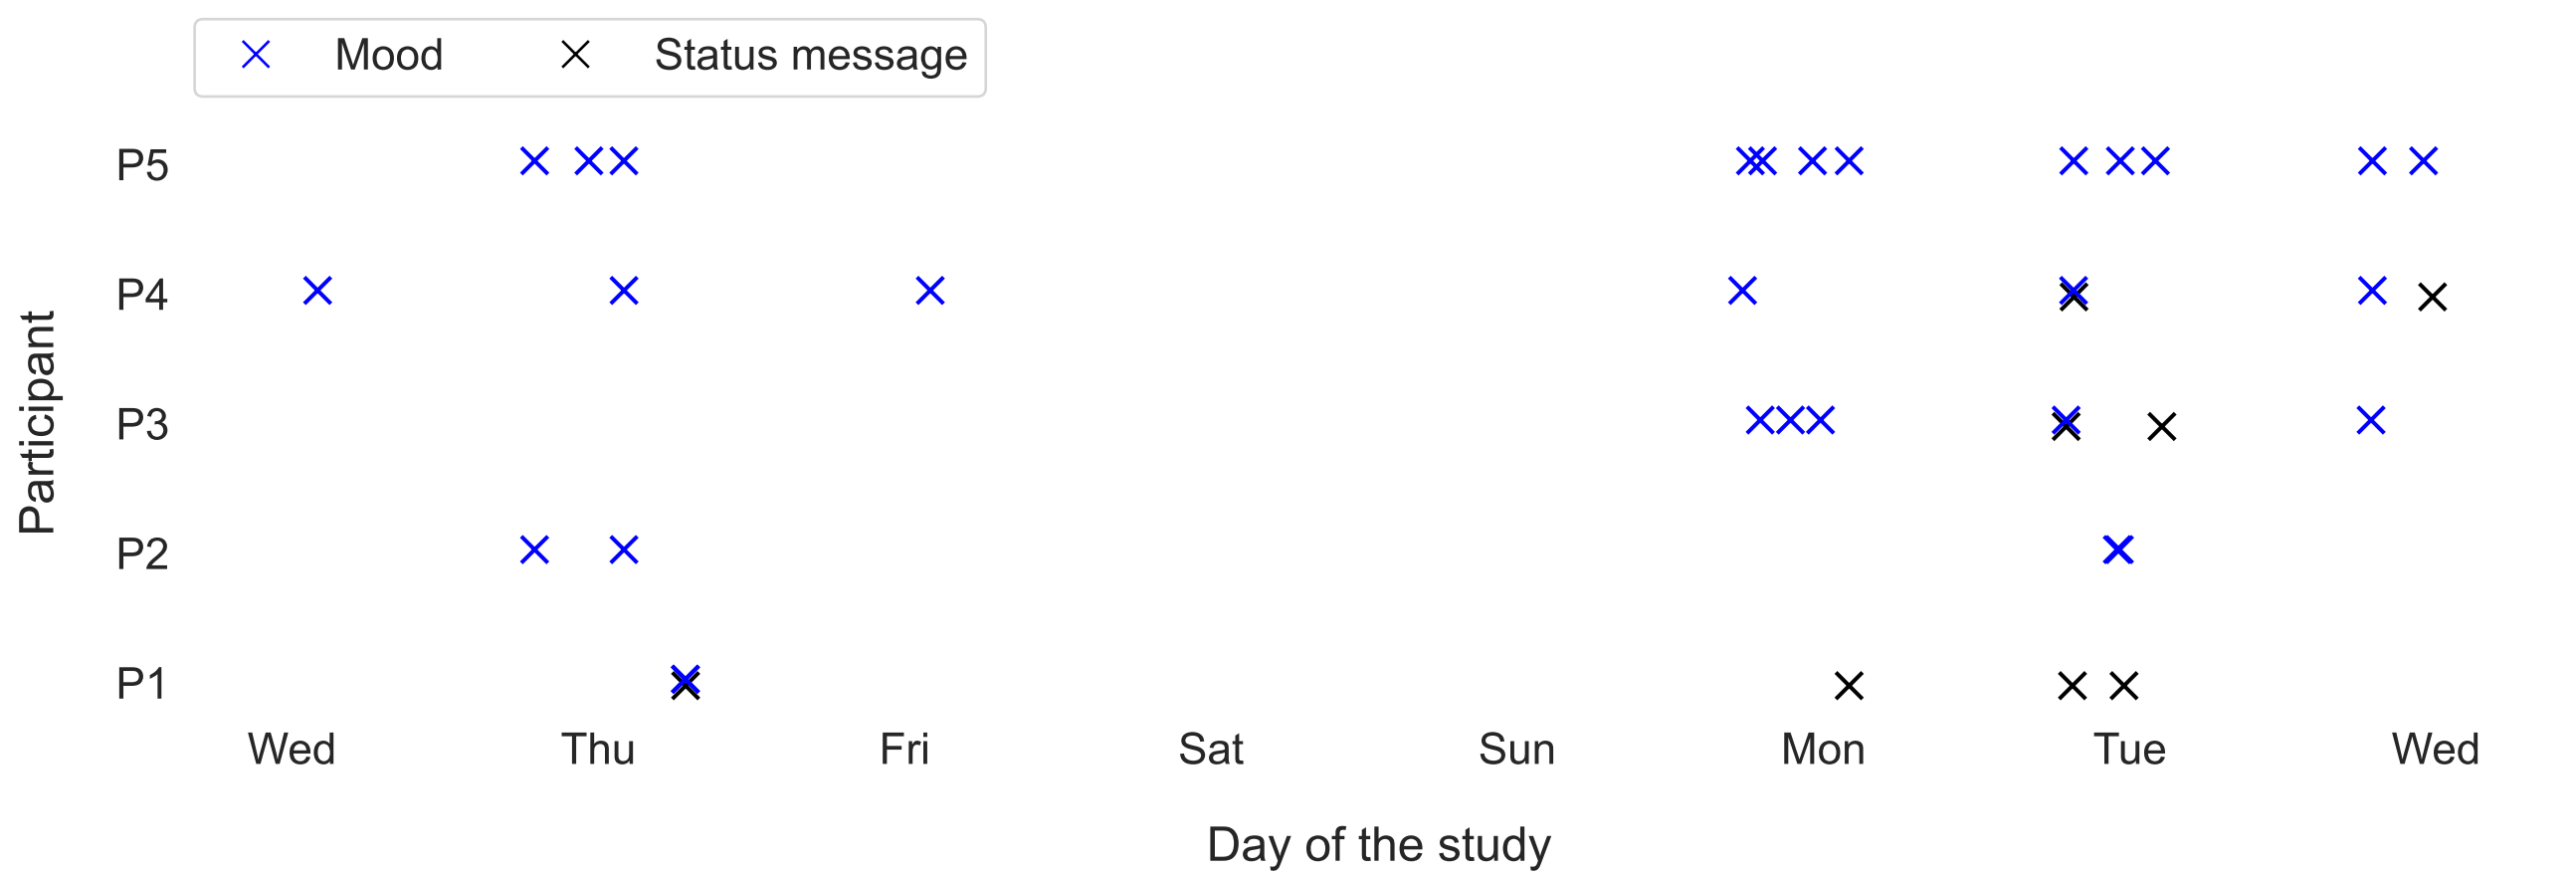 Mood Status message
P5
P4
P3
P2
P1
Participant
Wed Thu Fri Sat Sun Mon Tue Wed
Day of the study